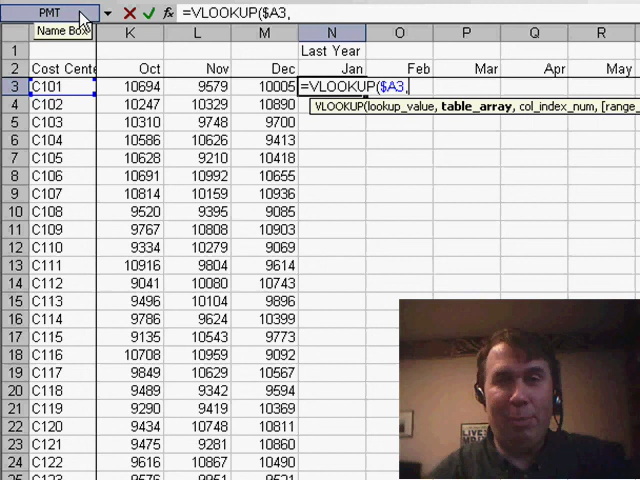 PMT =VLOOKUP($A3,
Name Box K L M N O P Q R
1 Last Year
2 Cost Cente Oct Nov Dec Jan Feb Mar Apr May
3 C101 10694 9579 10005 =VLOOKUP($A3,
4 C102 10247 10329 10890 VLOOKUP(lookup_value, table_array, col_index_num, [range_
5 C103 10310 9748 9700
6 C104 10586 10626 9413
7 C105 10628 9210 10418
8 C106 10691 10992 10655
9 C107 10814 10159 10936
10 C108 9520 9395 9085
11 C109 9767 10808 10903
12 C110 9334 10279 9069
13 C111 10916 9804 9614
14 C112 9041 10080 10743
15 C113 9496 10104 9896
16 C114 9786 9624 10399
17 C115 9135 10543 9773
18 C116 10708 10959 9092
19 C117 9849 10629 10567
20 C118 9489 9342 9594
21 C119 9290 9419 10369
22 C120 9434 10748 10811
23 C121 9475 9281 10860
24 C122 9616 10867 10490